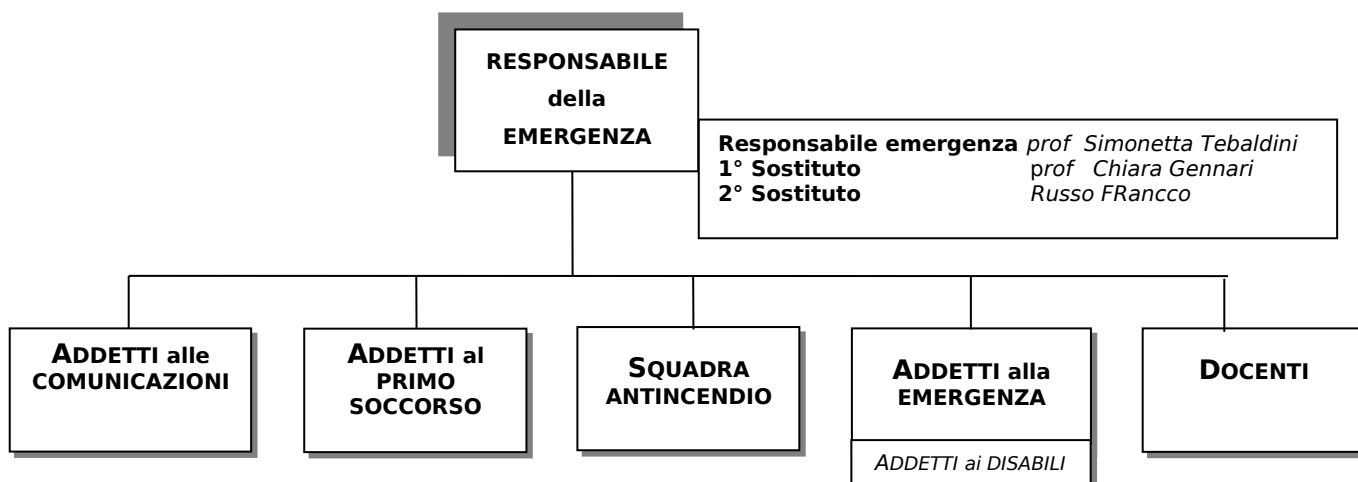 RESPONSABILE
della
EMERGENZA
Responsabile emergenza prof Simonetta Tebaldini
1° Sostituto prof Chiara Gennari
2° Sostituto Russo FRancco
ADDETTI alle
COMUNICAZIONI
ADDETTI al
PRIMO
SOCCORSO
SQUADRA
ANTINCENDIO
ADDETTI alla
EMERGENZA
ADDETTI ai DISABILI
DOCENTI